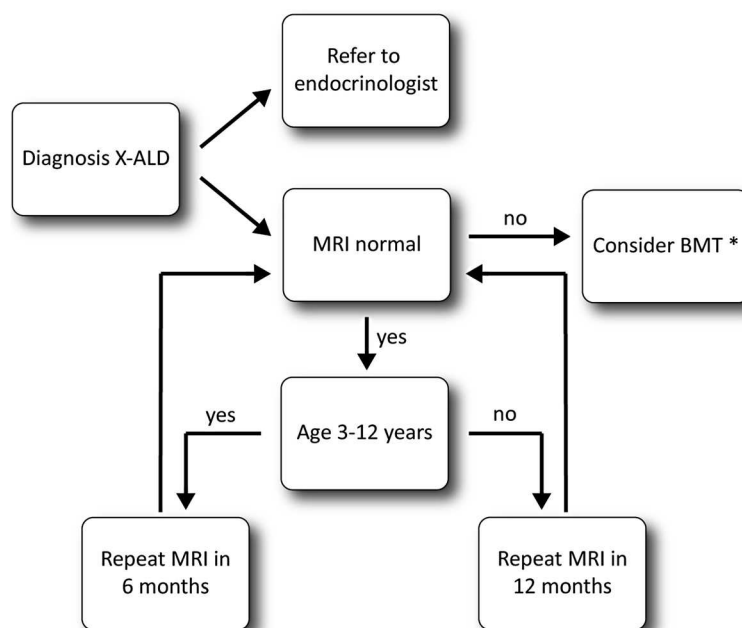 Refer to
endocrinologist
Diagnosis X-ALD
MRI normal
no
Consider BMT *
yes
yes
Age 3-12 years
no
Repeat MRI in
6 months
Repeat MRI in
12 months